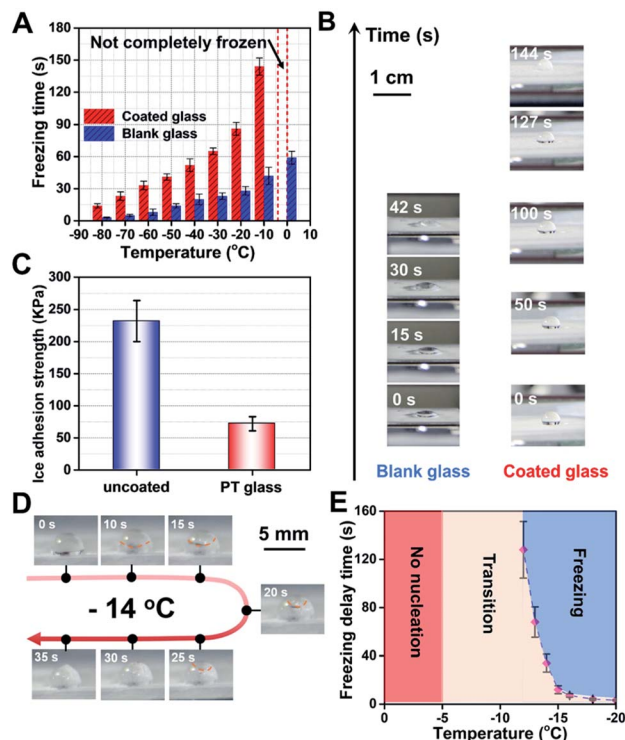 A
Freezing time (s)
180
150
120
90
60
30
0
Not completely frozen
Coated glass
Blank glass
-90 -80 -70 -60 -50 -40 -30 -20 -10 0 10
Temperature (°C)
B
Time (s)
1 cm
144 s
127 s
100 s
50 s
0 s
42 s
30 s
15 s
0 s
Blank glass
Coated glass
C
Ice adhesion strength (KPa)
300
250
200
150
100
50
0
uncoated
PT glass
D
0 s
10 s
15 s
5 mm
- 14 °C
20 s
35 s
30 s
25 s
E
Freezing delay time (s)
160
120
80
40
0
No nucleation
Transition
Freezing
0 -5 -12 -16 -20
Temperature (°C)